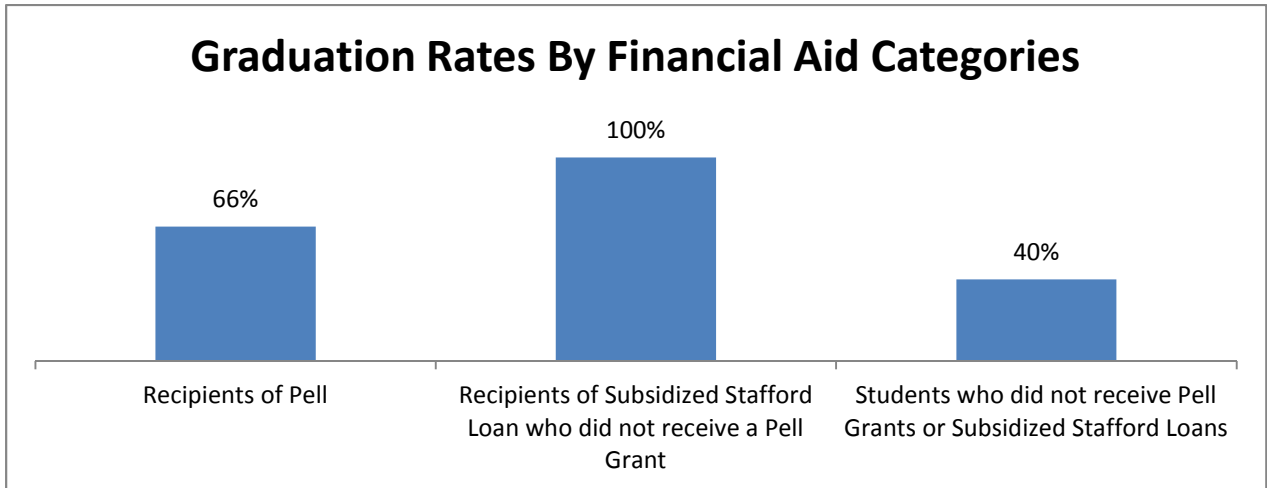 Graduation Rates By Financial Aid Categories
100%
66%
40%
Recipients of Pell
Recipients of Subsidized Stafford
Loan who did not receive a Pell
Grant
Students who did not receive Pell
Grants or Subsidized Stafford Loans